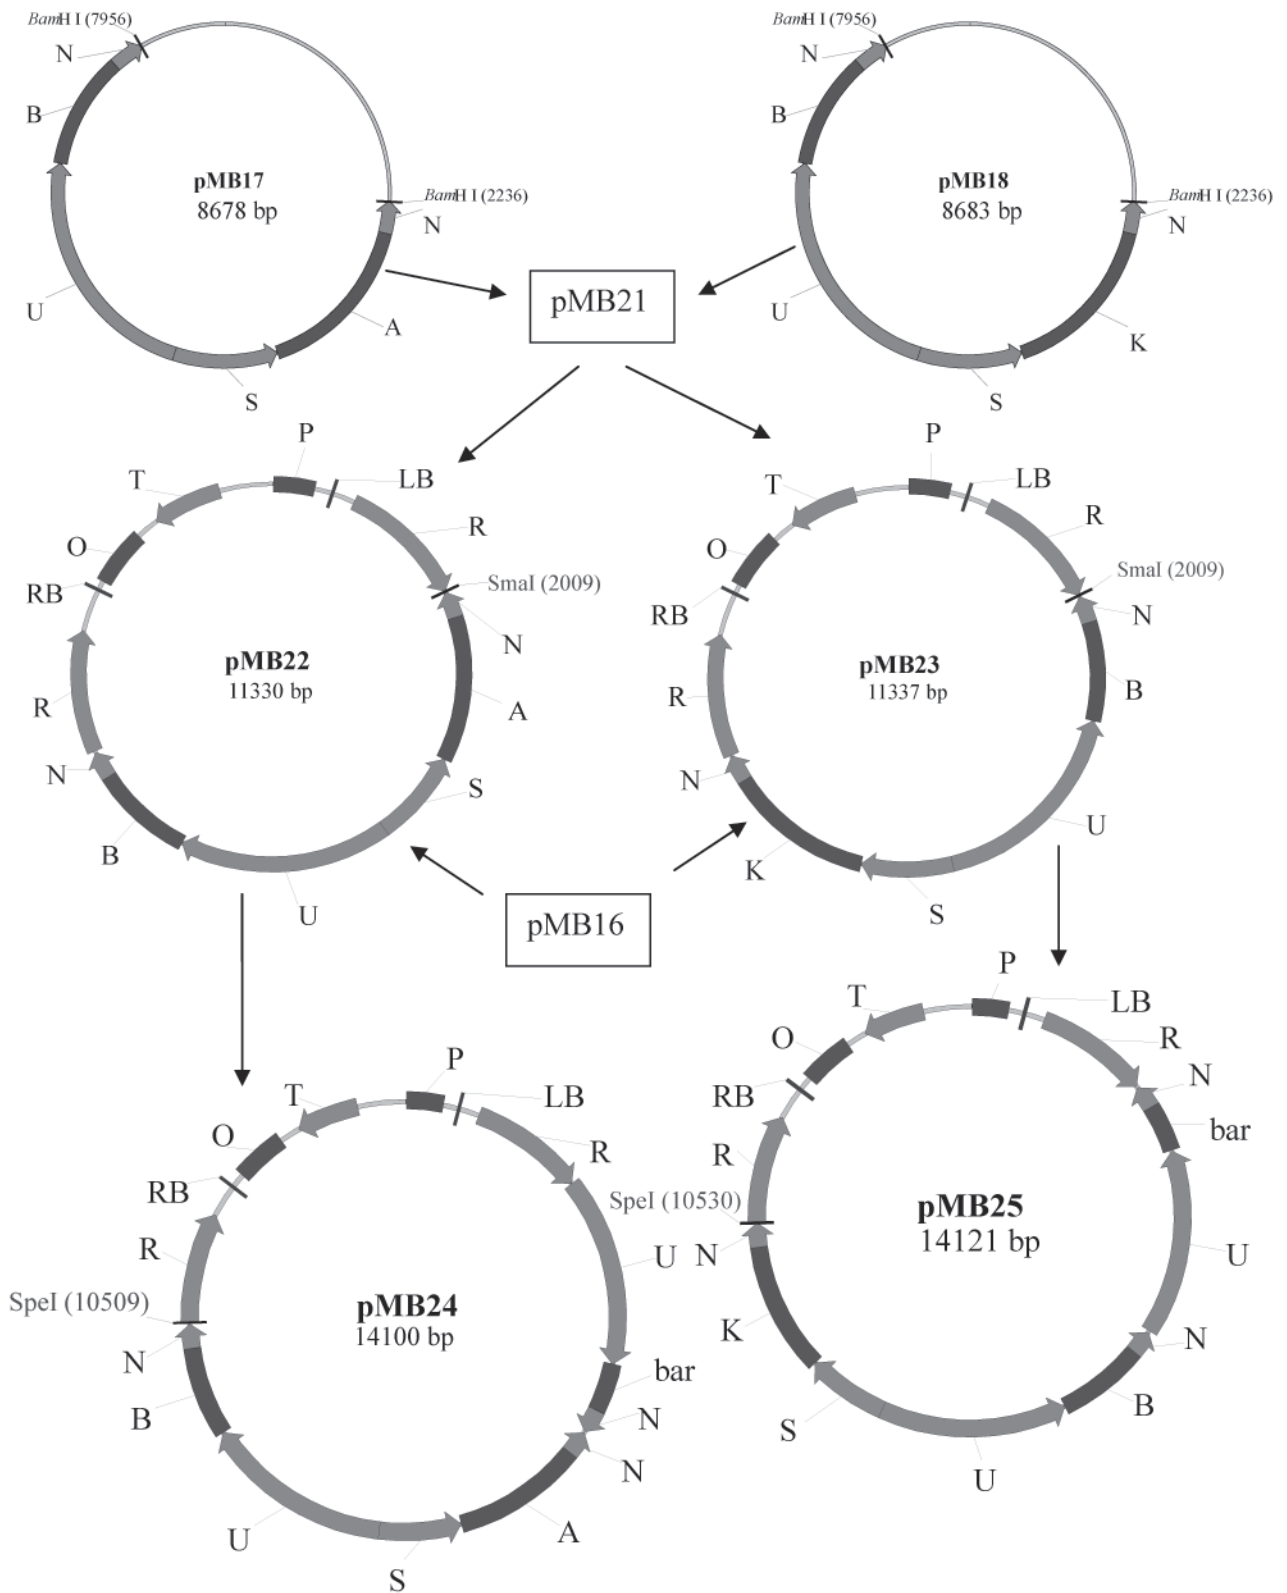 BamH I (7956)
N
B
pMB17
8678 bp
BamH I (2236)
N
U
A
S
BamH I (7956)
N
B
pMB18
8683 bp
BamH I (2236)
N
U
K
S
pMB21
P
T
LB
R
O
SmaI (2009)
RB
N
pMB22
11330 bp
R
A
N
S
B
U
P
T
LB
R
O
SmaI (2009)
RB
N
pMB23
11337 bp
R
B
N
U
K
S
pMB16
P
T
LB
O
R
RB
R
U
SpeI (10509)
pMB24
14100 bp
N
bar
B
N
N
U
A
S
P
T
LB
O
R
RB
N
bar
R
SpeI (10530)
pMB25
14121 bp
N
U
K
N
B
S
U